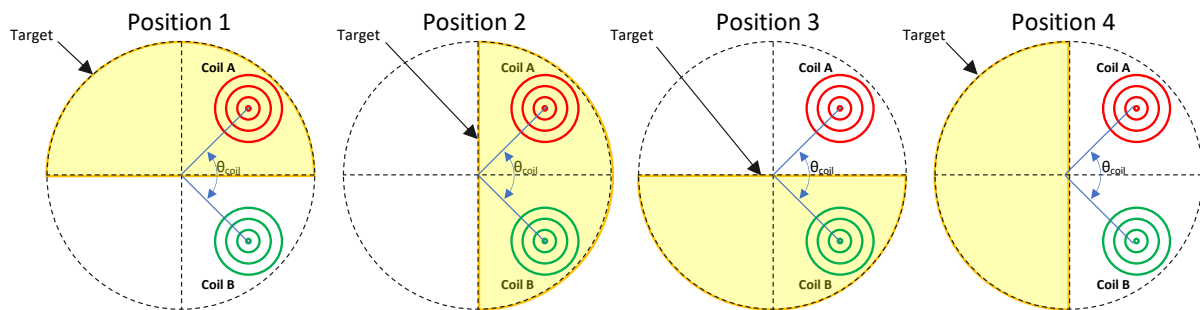 Position 1
Target
Coil A
θcoil
Coil B
Position 2
Target
Coil A
θcoil
Coil B
Position 3
Target
Coil A
θcoil
Coil B
Position 4
Target
Coil A
θcoil
Coil B